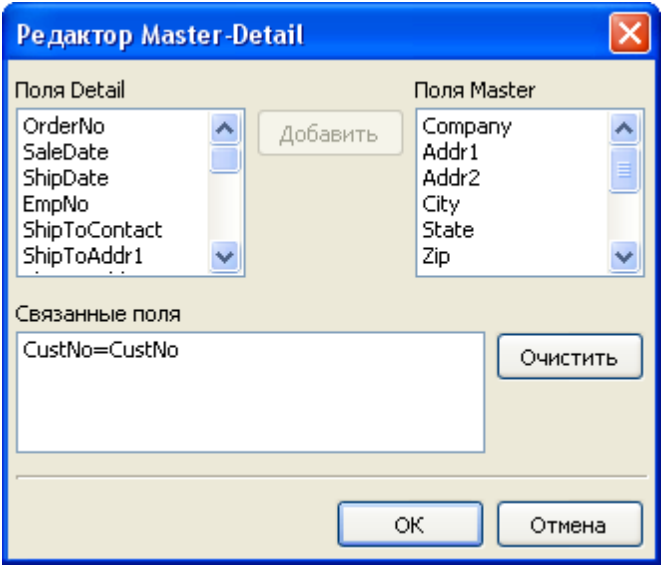 Редактор Master-Detail
Поля Detail
Поля Master
OrderNo
SaleDate
ShipDate
EmpNo
ShipToContact
ShipToAddr1
Добавить
Company
Addr1
Addr2
City
State
Zip
Связанные поля
CustNo=CustNo
Очистить
OK
Отмена